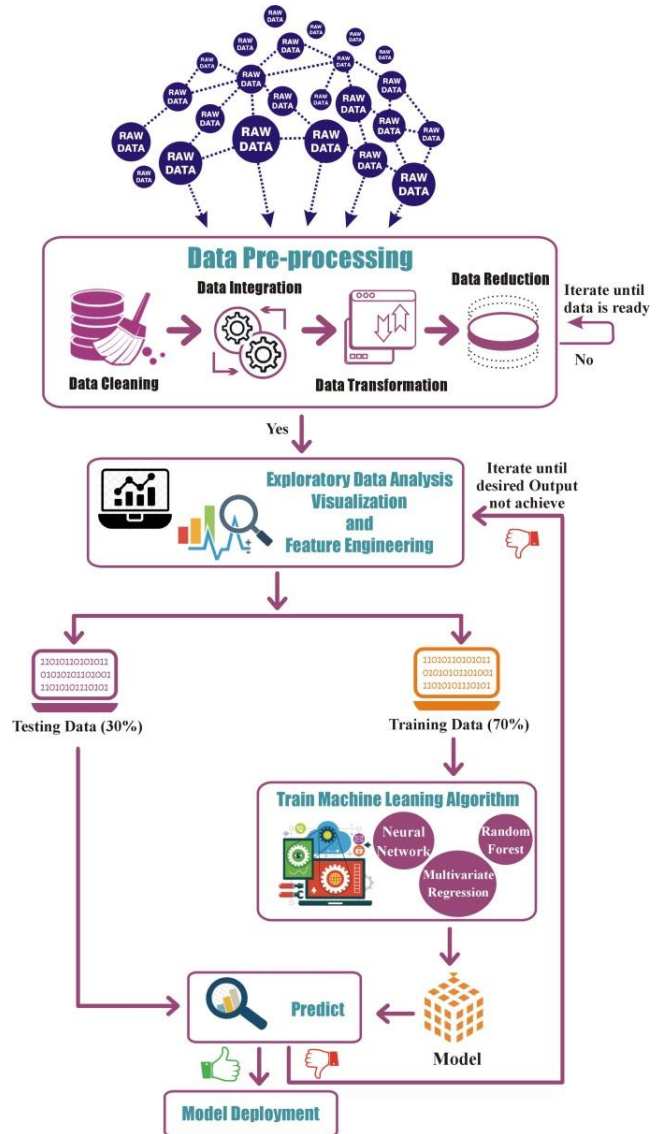 RAW
DATA
RAW
DATA
RAW
DATA
RAW
DATA
RAW
DATA
RAW
DATA
RAW
DATA
RAW
DATA
RAW
DATA
RAW
DATA
RAW
DATA
RAW
DATA
RAW
DATA
RAW
DATA
RAW
DATA
RAW
DATA
RAW
DATA
RAW
DATA
RAW
DATA
RAW
DATA
RAW
DATA
RAW
DATA
RAW
DATA
RAW
DATA
Data Pre-processing
Data Cleaning
Data Integration
Data Transformation
Data Reduction
Iterate until
data is ready
No
Yes
Exploratory Data Analysis
Visualization
and
Feature Engineering
Iterate until
desired Output
not achieve
11010110101011
01010101101001
11010101110101
Testing Data (30%)
11010110101011
01010101101001
11010101110101
Training Data (70%)
Train Machine Leaning Algorithm
Neural
Network
Random
Forest
Multivariate
Regression
Predict
Model
Model Deployment